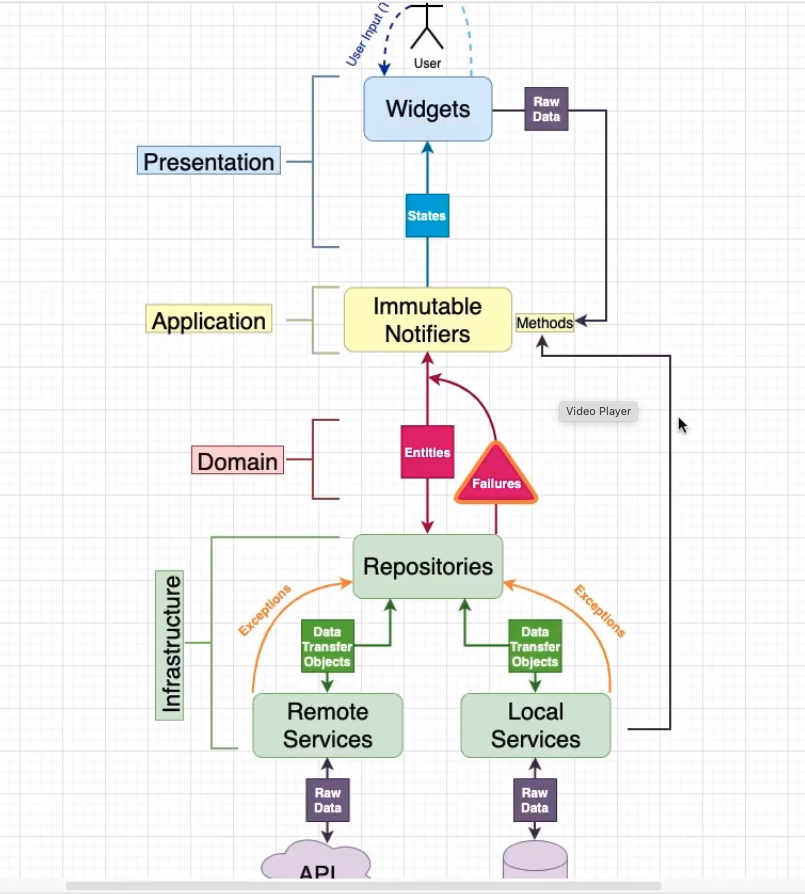 User Input ()
User
Widgets
Raw
Data
Presentation
States
Immutable
Notifiers
Application
Methods
Video Player
Entities
Domain
Failures
Repositories
Infrastructure
Exceptions
Exceptions
Data
Transfer
Objects
Data
Transfer
Objects
Remote
Services
Local
Services
Raw
Data
Raw
Data
API